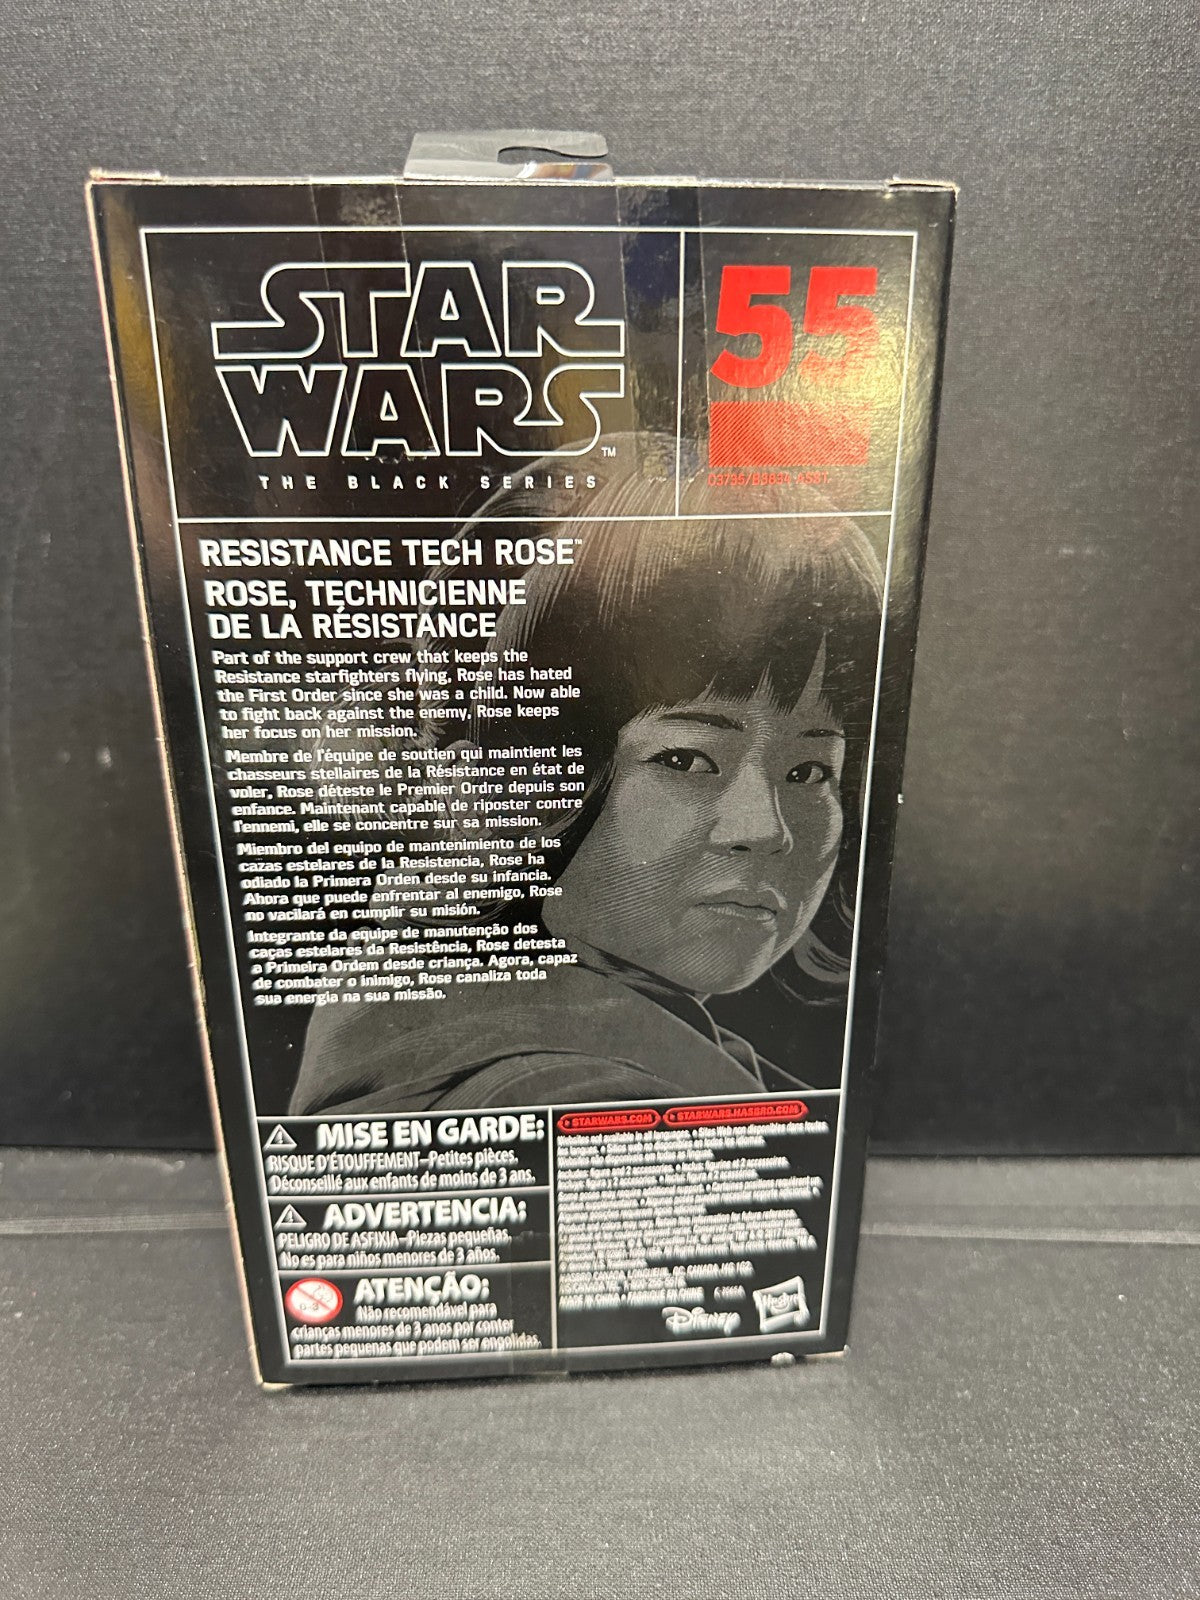 STAR
WARS
TM
THE BLACK SERIES
55
RESISTANCE TECH ROSE™
ROSE, TECHNICIENNE
DE LA RÉSISTANCE
Part of the support crew that keeps the
Resistance starfighters flying, Rose has hated
the First Order since she was a child. Now able
to fight back against the enemy, Rose keeps
her focus on her mission.
Membre de l'équipe de soutien qui maintient les
chasseurs stellaires de la Résistance en état de
voler, Rose déteste le Premier Ordre depuis son
enfance. Maintenant capable de riposter contre
l'ennemi, elle se concentre sur sa mission.
Miembro del equipo de mantenimiento de los
cazas estelares de la Resistencia, Rose ha
odiado la Primera Orden desde su infancia.
Ahora que puede enfrentar al enemigo, Rose
no vacilará en cumplir su misión.
Integrante da equipe de manutenção dos
caças estelares da Resistência, Rose detesta
a Primeira Ordem desde criança. Agora, capaz
de combater o inimigo, Rose canaliza toda
sua energia na sua missão.
MISE EN GARDE:
RISQUE D'ÉTOUFFEMENT–Petites pièces.
Déconseillé aux enfants de moins de 3 ans.
ADVERTENCIA:
PELIGRO DE ASFIXIA–Piezas pequeñas.
No es para niños menores de 3 años.
0-3
ATENÇÃO:
Não recomendável para
crianças menores de 3 anos por conter
partes pequenas que podem ser engolidas.
STARWARS.COM STARWARS.HASBRO.COM
MADE IN CHINA • FABRIQUÉ EN CHINE
Disney
Hasbro